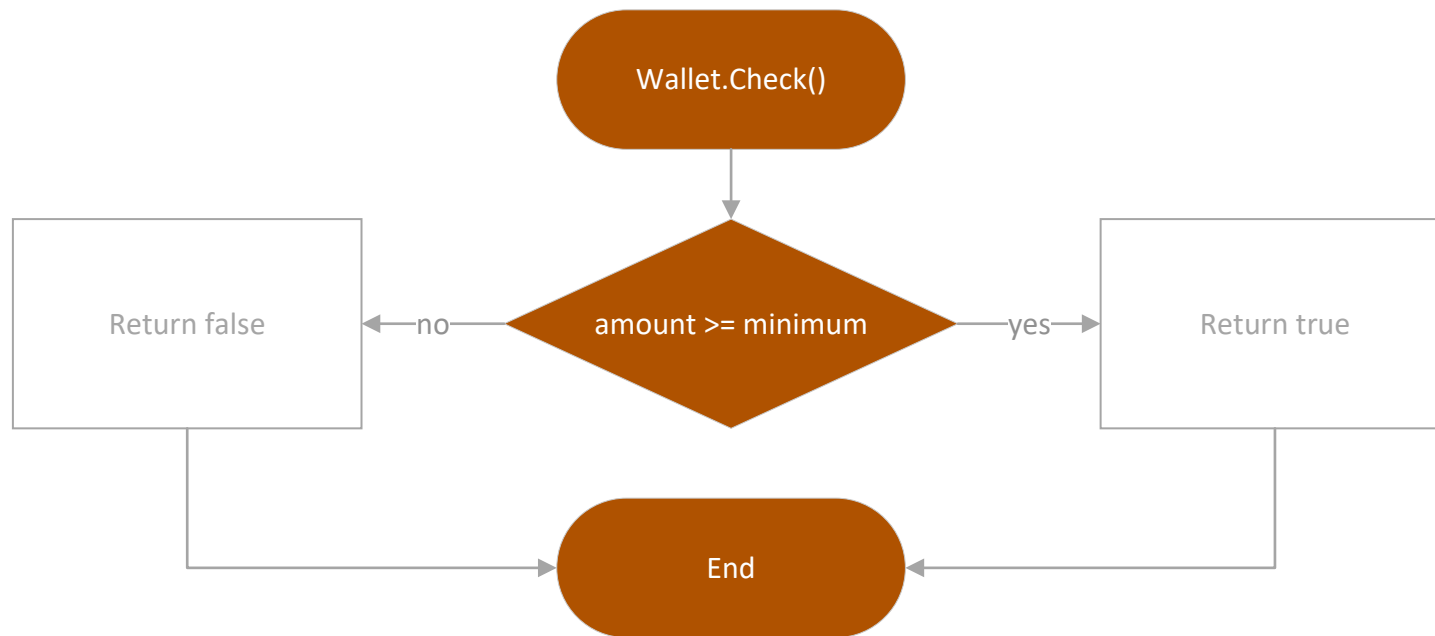 Wallet.Check()
Return false
no
amount >= minimum
yes
Return true
End